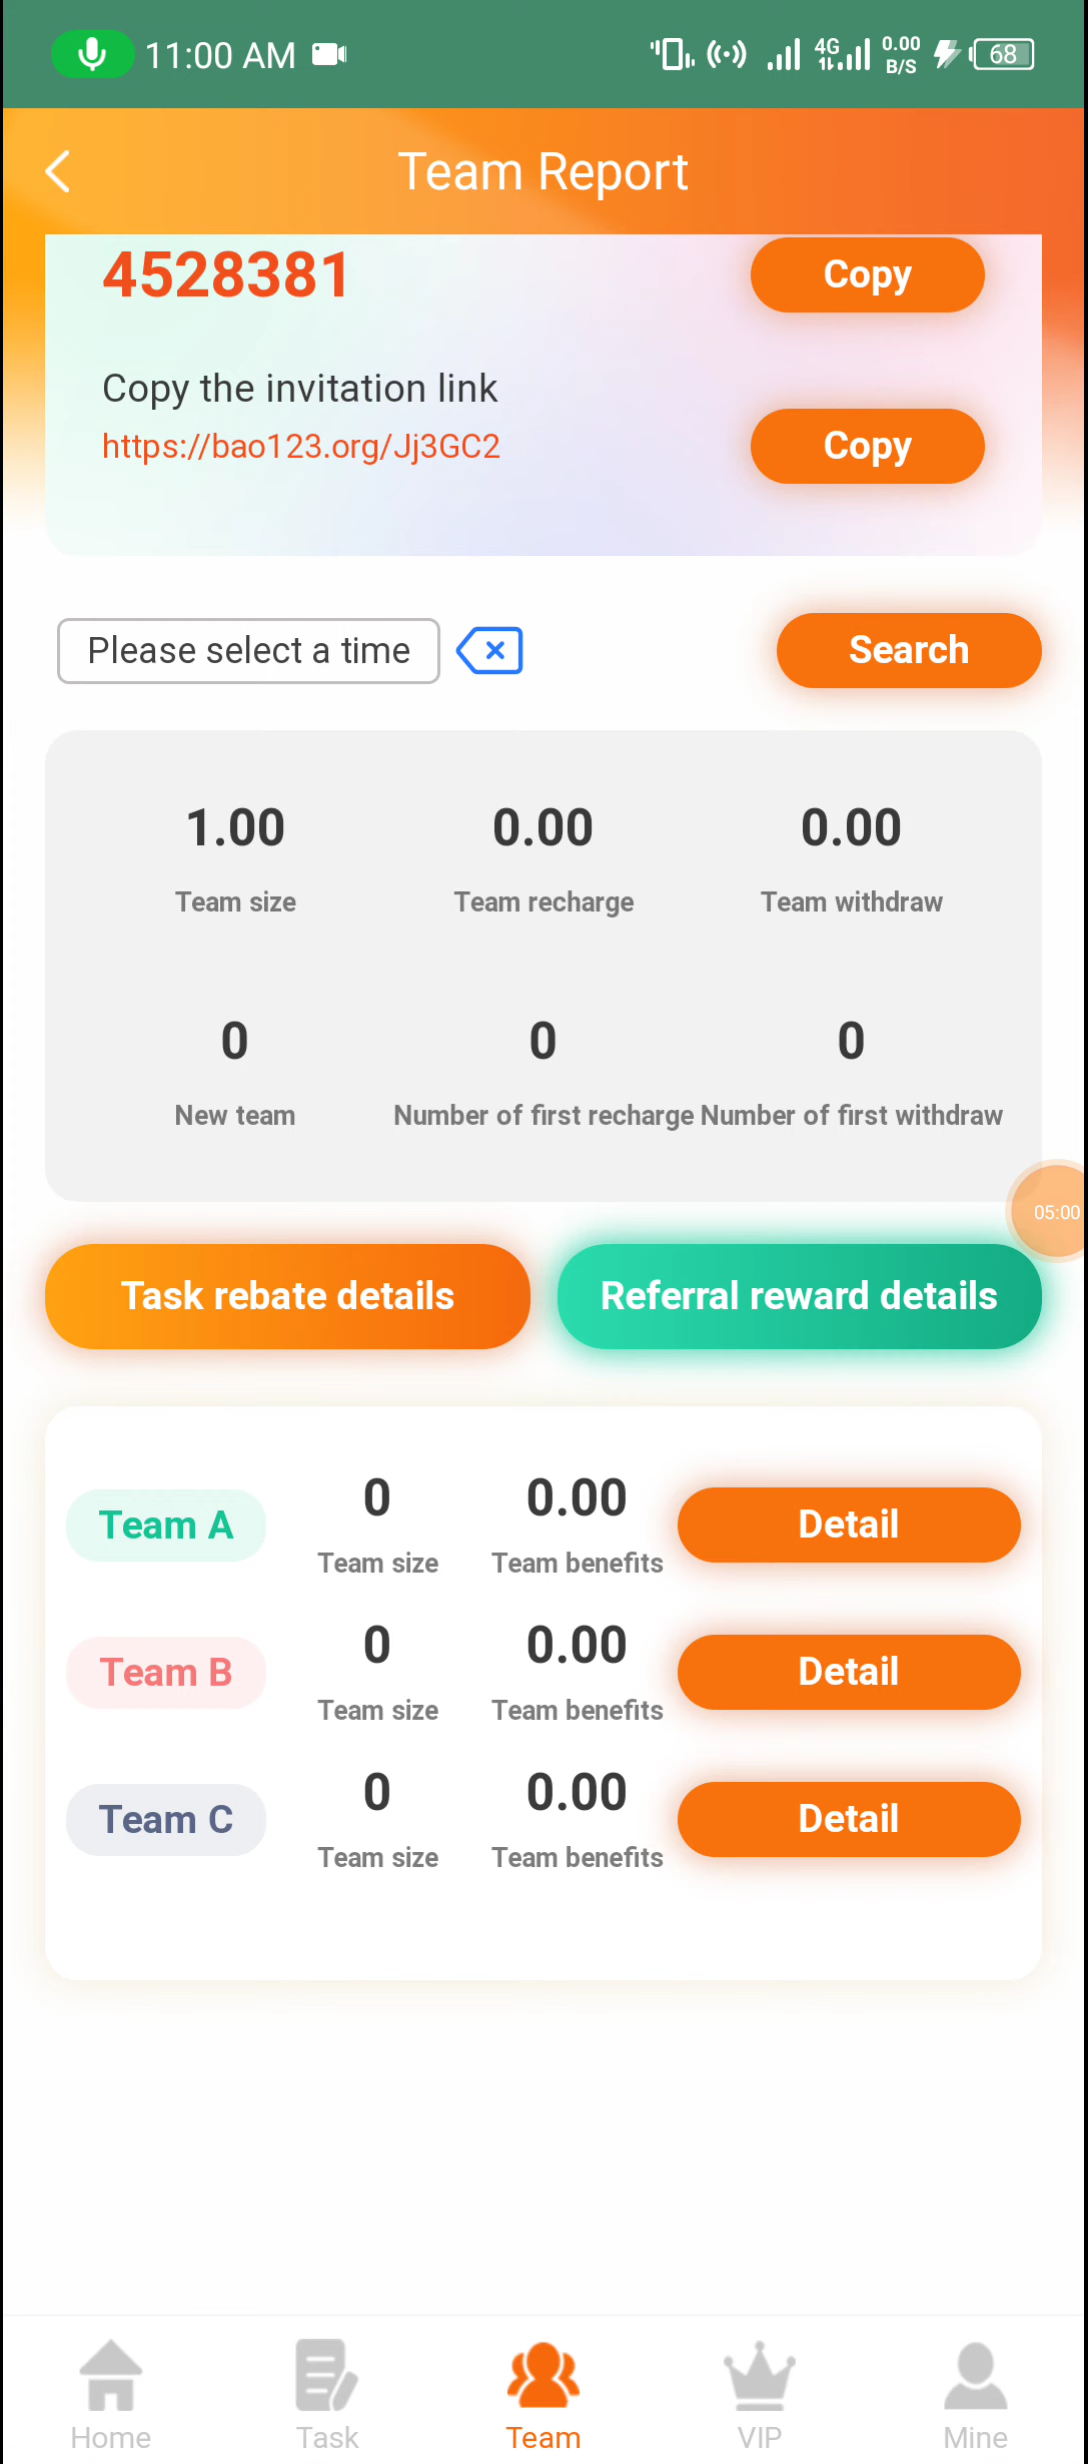 11:00 AM
4G
0.00
B/S
68
Team Report
4528381
Copy
Copy the invitation link
https://bao123.org/Jj3GC2
Copy
Please select a time
Search
1.00
0.00
0.00
Team size
Team recharge
Team withdraw
0
0
0
New team
Number of first recharge
Number of first withdraw
05:00
Task rebate details
Referral reward details
Team A
0
Team size
0.00
Team benefits
Detail
Team B
0
Team size
0.00
Team benefits
Detail
Team C
0
Team size
0.00
Team benefits
Detail
Home
Task
Team
VIP
Mine